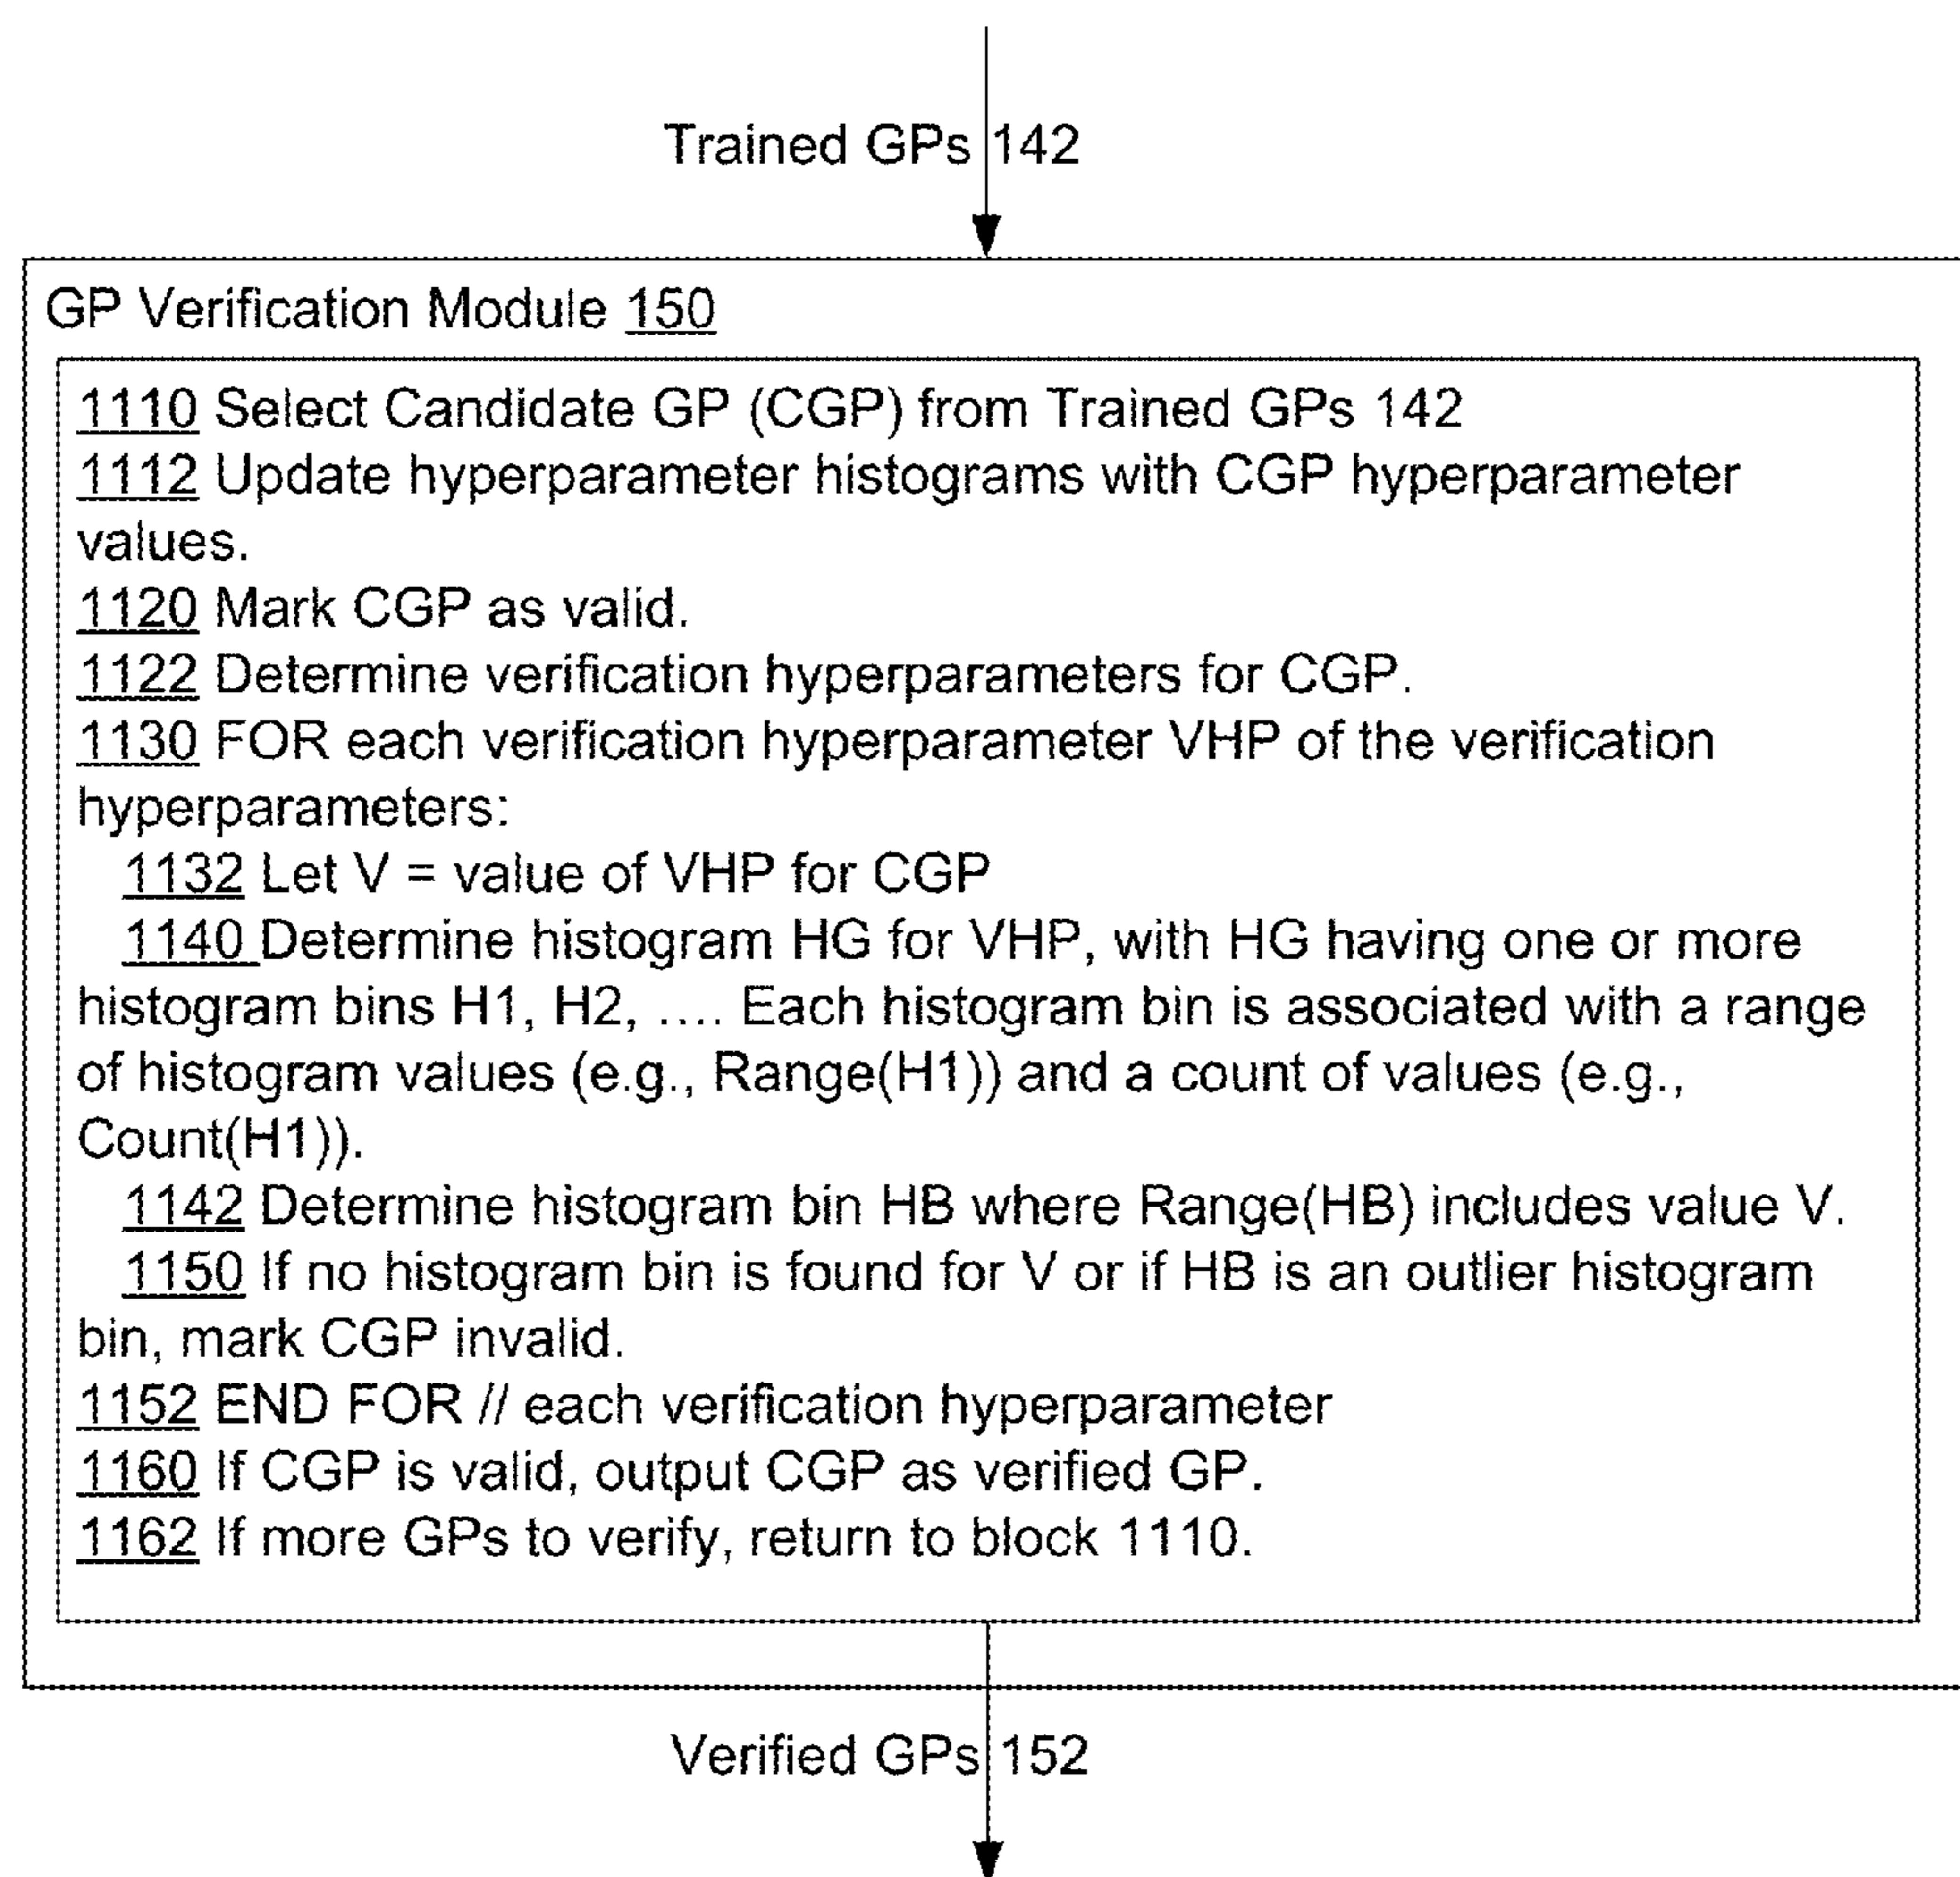 Trained GPs 142
GP Verification Module 150
1110 Select Candidate GP (CGP) from Trained GPs 142
1112 Update hyperparameter histograms with CGP hyperparameter
values.
1120 Mark CGP as valid.
1122 Determine verification hyperparameters for CGP.
1130 FOR each verification hyperparameter VHP of the verification
hyperparameters:
1132 Let V = value of VHP for CGP
1140 Determine histogram HG for VHP, with HG having one or more
histogram bins H1, H2, …. Each histogram bin is associated with a range
of histogram values (e.g., Range(H1)) and a count of values (e.g.,
Count(H1)).
1142 Determine histogram bin HB where Range(HB) includes value V.
1150 If no histogram bin is found for V or if HB is an outlier histogram
bin, mark CGP invalid.
1152 END FOR // each verification hyperparameter
1160 If CGP is valid, output CGP as verified GP.
1162 If more GPs to verify, return to block 1110.
Verified GPs 152